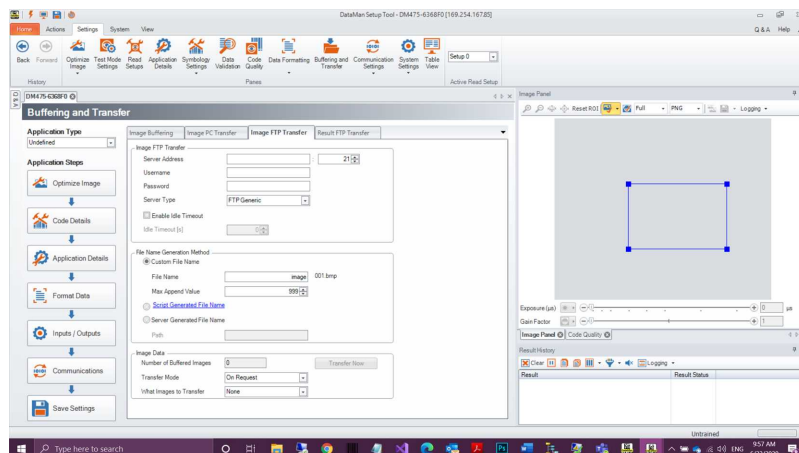 DataMan Setup Tool - DM475-6368F0 [169.254.167.85]
Home Actions Settings System View
Q & A Help
Back Forward Optimize Image Test Mode Settings Read Setups Application Details Symbology Settings Data Validation Code Quality Data Formatting Buffering and Transfer Communication Settings System Settings Table View
Setup 0
History Panes Active Read Setup
Q & A
DM475-6368F0
Buffering and Transfer
Application Type
Undefined
Application Steps
Optimize Image
Code Details
Application Details
Format Data
Inputs / Outputs
Communications
Save Settings
Image Buffering Image PC Transfer Image FTP Transfer Result FTP Transfer
Image FTP Transfer
Server Address : 21
Username
Password
Server Type FTP Generic
Enable Idle Timeout
Idle Timeout [s] 0
File Name Generation Method
Custom File Name
File Name image 001.bmp
Max Append Value 999
Script Generated File Name
Server Generated File Name
Path
Image Data
Number of Buffered Images 0 Transfer Now
Transfer Mode On Request
What Images to Transfer None
Image Panel
Reset ROI Full PNG Logging
Exposure (µs) 0 µs
Gain Factor 1
Image Panel Code Quality
Result History
Clear Logging
Result Result Status
Untrained
Type here to search
ENG 9:57 AM